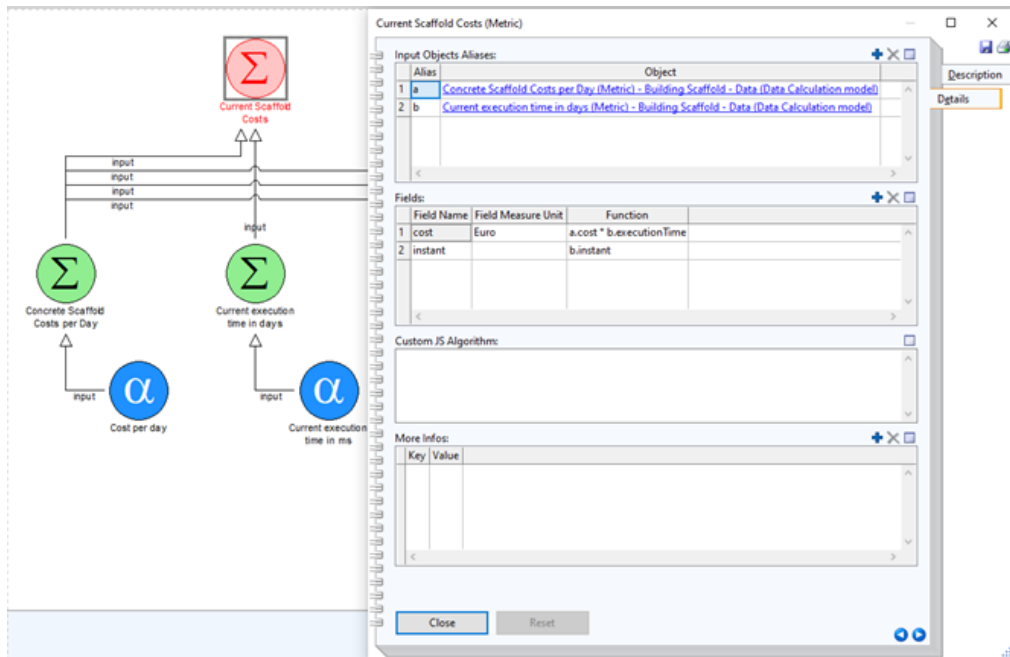 Σ
Current Scaffold
Costs
input
input
input
input
input
Σ
Concrete Scaffold
Costs per Day
Σ
Current execution
time in days
input
α
Cost per day
input
α
Current execution
time in ms
Current Scaffold Costs (Metric)
Description
Details
Input Objects Aliases:
Alias Object
1 a Concrete Scaffold Costs per Day (Metric) - Building Scaffold - Data (Data Calculation model)
2 b Current execution time in days (Metric) - Building Scaffold - Data (Data Calculation model)
Fields:
Field Name Field Measure Unit Function
1 cost Euro a.cost * b.executionTime
2 instant b.instant
Custom JS Algorithm:
More Infos:
Key Value
Close Reset